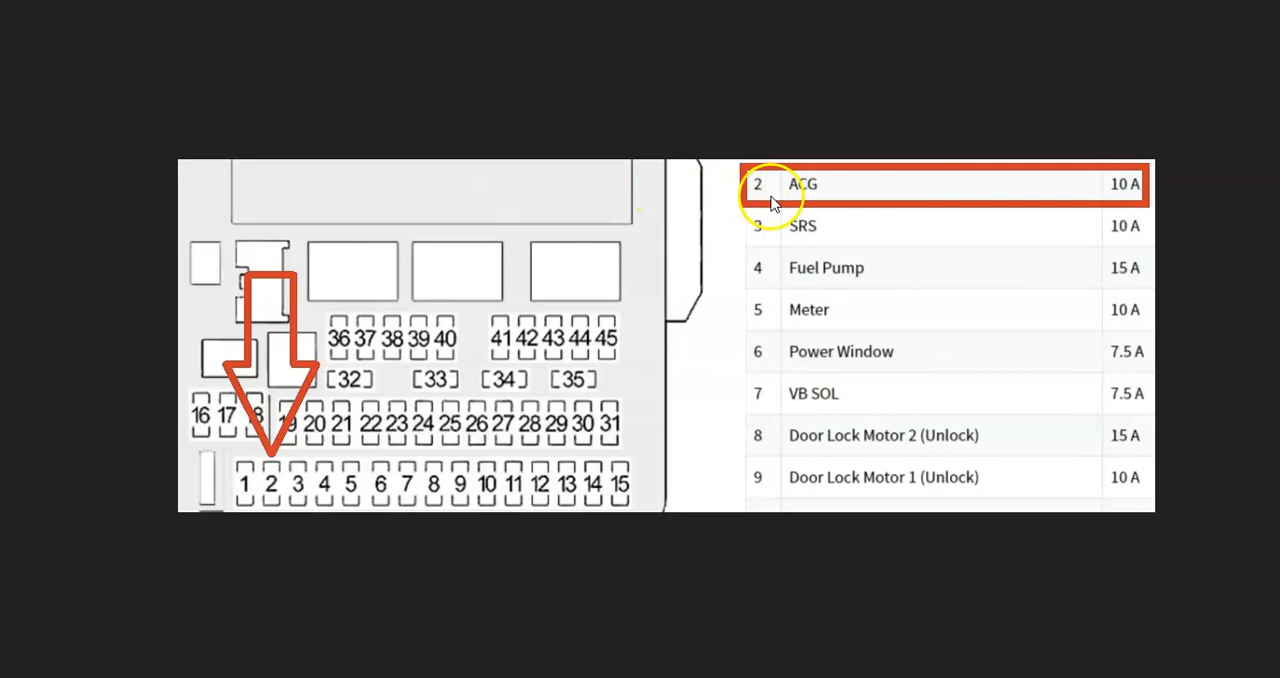 36 37 38 39 40 41 42 43 44 45
32 33 34 35
16 17 18 19 20 21 22 23 24 25 26 27 28 29 30 31
1 2 3 4 5 6 7 8 9 10 11 12 13 14 15
2 ACG 10 A
3 SRS 10 A
4 Fuel Pump 15 A
5 Meter 10 A
6 Power Window 7.5 A
7 VB SOL 7.5 A
8 Door Lock Motor 2 (Unlock) 15 A
9 Door Lock Motor 1 (Unlock) 10 A